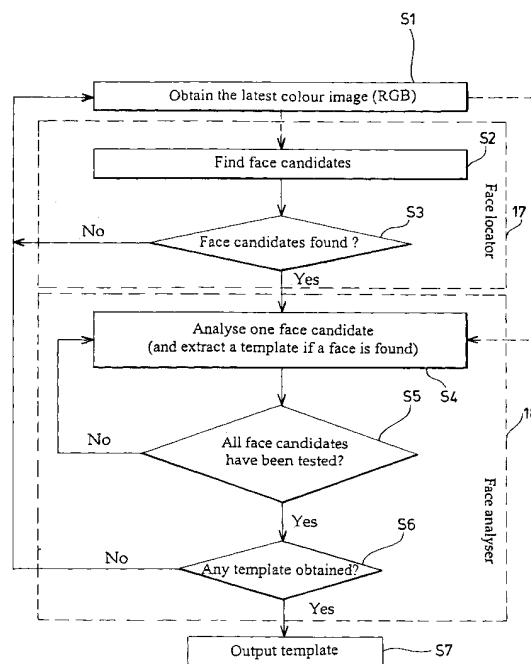 S1
Obtain the latest colour image (RGB)
S2
Find face candidates
S3
No
Face candidates found ?
Face locator
17
Yes
Analyse one face candidate
(and extract a template if a face is found)
S4
S5
No
All face candidates
have been tested?
18
Face analyser
Yes
S6
No
Any template obtained?
Yes
S7
Output template